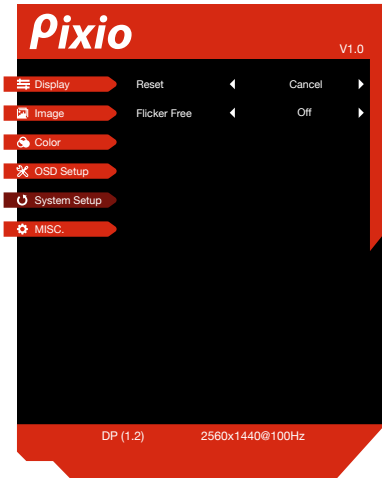 Pixio
V1.0
Display
Reset
Cancel
Image
Flicker Free
Off
Color
OSD Setup
System Setup
MISC.
DP (1.2)
2560x1440@100Hz